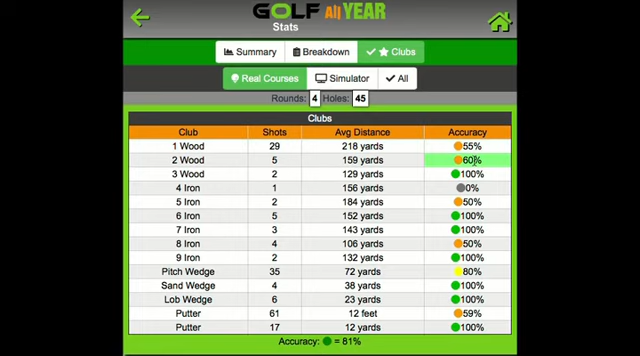 GOLF All YEAR
Stats
Summary Breakdown Clubs
Real Courses Simulator All
Rounds: 4 Holes: 45
Clubs
Club Shots Avg Distance Accuracy
1 Wood 29 218 yards 55%
2 Wood 5 159 yards 60%
3 Wood 2 129 yards 100%
4 Iron 1 156 yards 0%
5 Iron 2 184 yards 50%
6 Iron 5 152 yards 100%
7 Iron 3 143 yards 100%
8 Iron 4 106 yards 50%
9 Iron 2 132 yards 100%
Pitch Wedge 35 72 yards 80%
Sand Wedge 4 38 yards 100%
Lob Wedge 6 23 yards 100%
Putter 61 12 feet 59%
Putter 17 12 yards 100%
Accuracy: = 81%